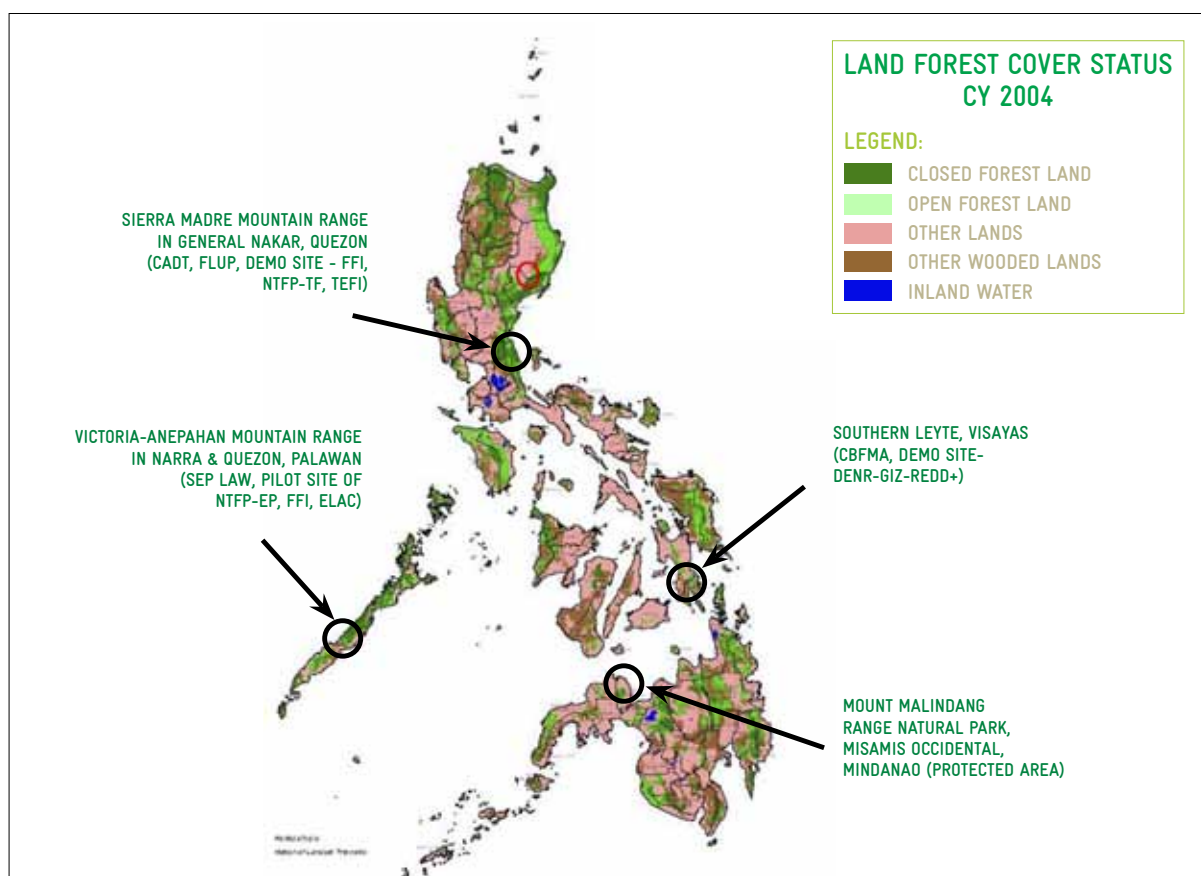 LAND FOREST COVER STATUS
CY 2004
LEGEND:
CLOSED FOREST LAND
OPEN FOREST LAND
OTHER LANDS
OTHER WOODED LANDS
INLAND WATER
SIERRA MADRE MOUNTAIN RANGE
IN GENERAL NAKAR, QUEZON
(CADT, FLUP, DEMO SITE - FFI,
NTFP-TF, TEFI)
VICTORIA-ANEPAHAN MOUNTAIN RANGE
IN NARRA & QUEZON, PALAWAN
(SEP LAW, PILOT SITE OF
NTFP-EP, FFI, ELAC)
SOUTHERN LEYTE, VISAYAS
(CBFMA, DEMO SITE-
DENR-GIZ-REDD+)
MOUNT MALINDANG
RANGE NATURAL PARK,
MISAMIS OCCIDENTAL,
MINDANAO (PROTECTED AREA)